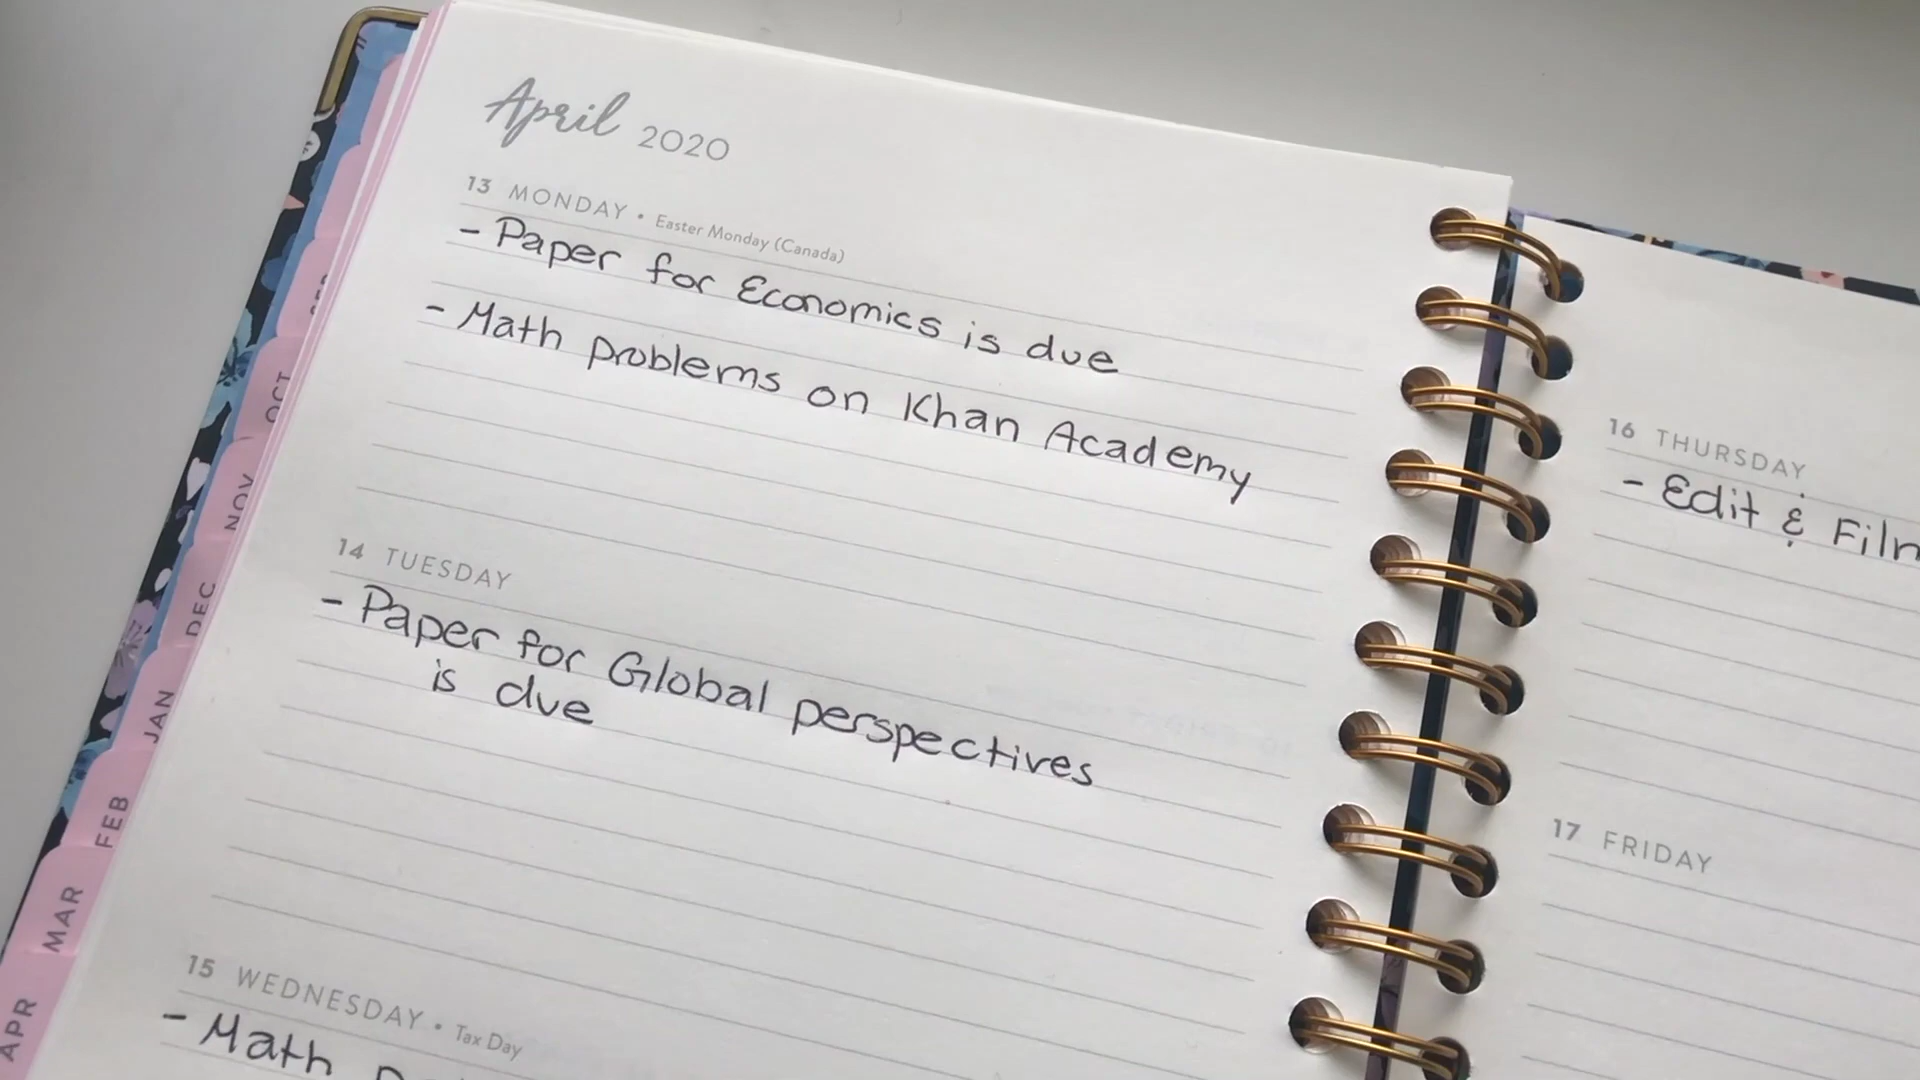 April 2020
13 MONDAY • Easter Monday (Canada)
- Paper for Economics is due
- Math problems on Khan Academy
14 TUESDAY
- Paper for Global perspectives
is due
15 WEDNESDAY • Tax Day
- Math
16 THURSDAY
- Edit & Film
17 FRIDAY
OCT
NOV
DEC
JAN
FEB
MAR
APR